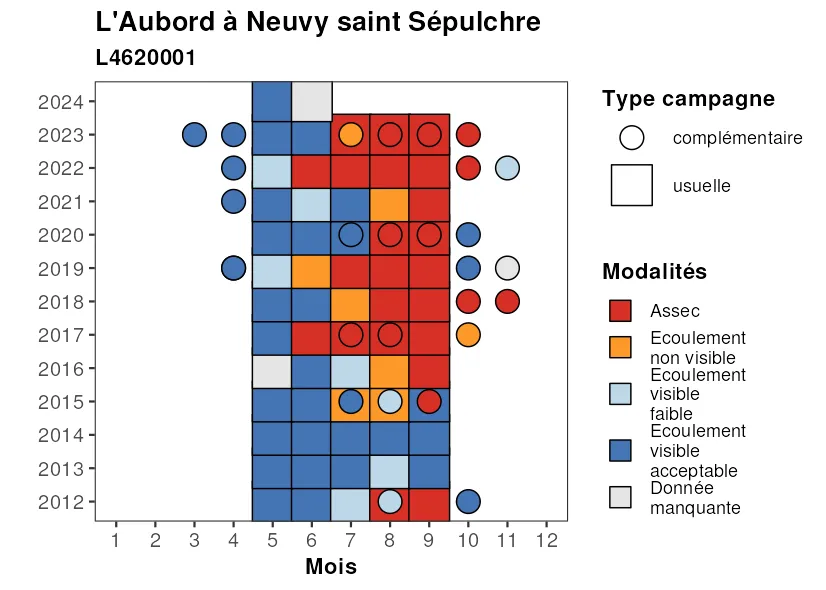 L'Aubord à Neuvy saint Sépulchre
L4620001
2024
2023
2022
2021
2020
2019
2018
2017
2016
2015
2014
2013
2012
1 2 3 4 5 6 7 8 9 10 11 12
Mois
Type campagne
complémentaire
usuelle
Modalités
Assec
Ecoulement
non visible
Ecoulement
visible
faible
Ecoulement
visible
acceptable
Donnée
manquante